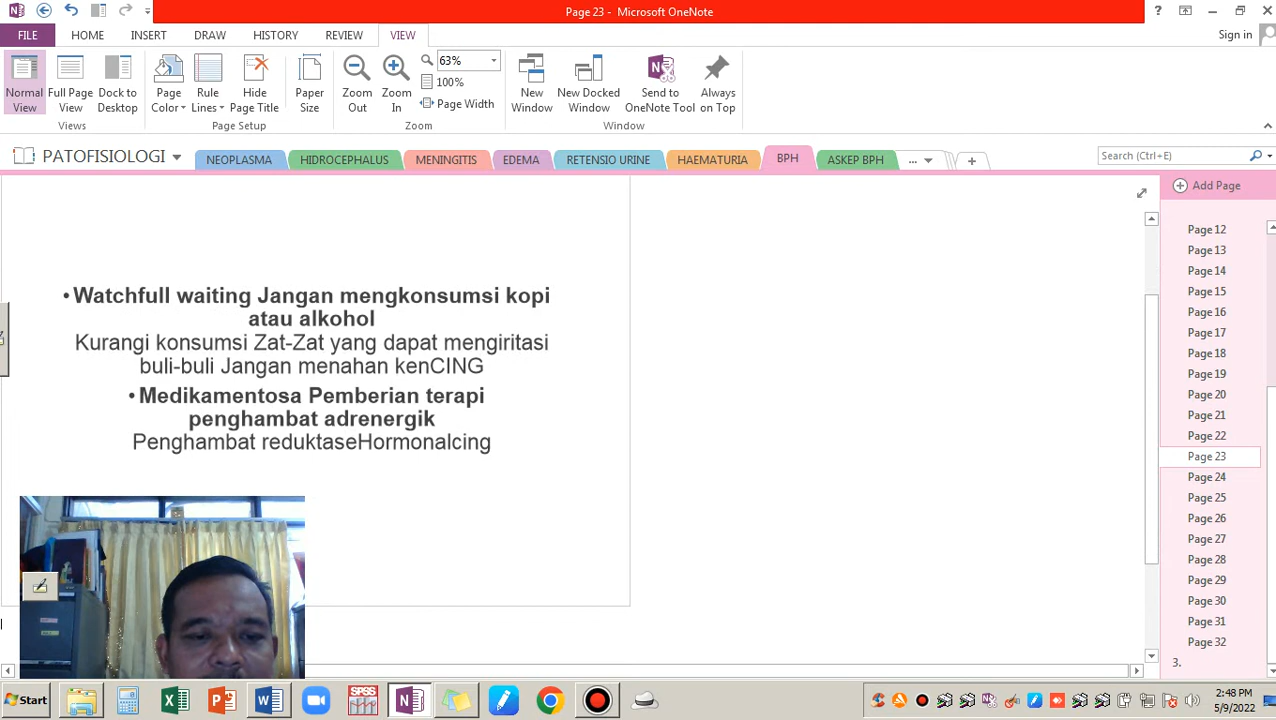 Page 23 - Microsoft OneNote
FILE HOME INSERT DRAW HISTORY REVIEW VIEW
Sign in
Normal View
Full Page View
Dock to Desktop
Views
Page Color
Rule Lines
Hide Page Title
Page Setup
Paper Size
Zoom Out
Zoom In
63%
100%
Page Width
Zoom
New Window
New Docked Window
Send to OneNote Tool
Always on Top
Window
PATOFISIOLOGI
NEOPLASMA HIDROCEPHALUS MENINGITIS EDEMA RETENSIO URINE HAEMATURIA BPH ASKEP BPH ...
Search (Ctrl+E)
Add Page
•Watchfull waiting Jangan mengkonsumsi kopi
atau alkohol
Kurangi konsumsi Zat-Zat yang dapat mengiritasi
buli-buli Jangan menahan kenCING
•Medikamentosa Pemberian terapi
penghambat adrenergik
Penghambat reduktaseHormonalcing
Page 12
Page 13
Page 14
Page 15
Page 16
Page 17
Page 18
Page 19
Page 20
Page 21
Page 22
Page 23
Page 24
Page 25
Page 26
Page 27
Page 28
Page 29
Page 30
Page 31
Page 32
3.
Start
SPSS
2:48 PM
5/9/2022